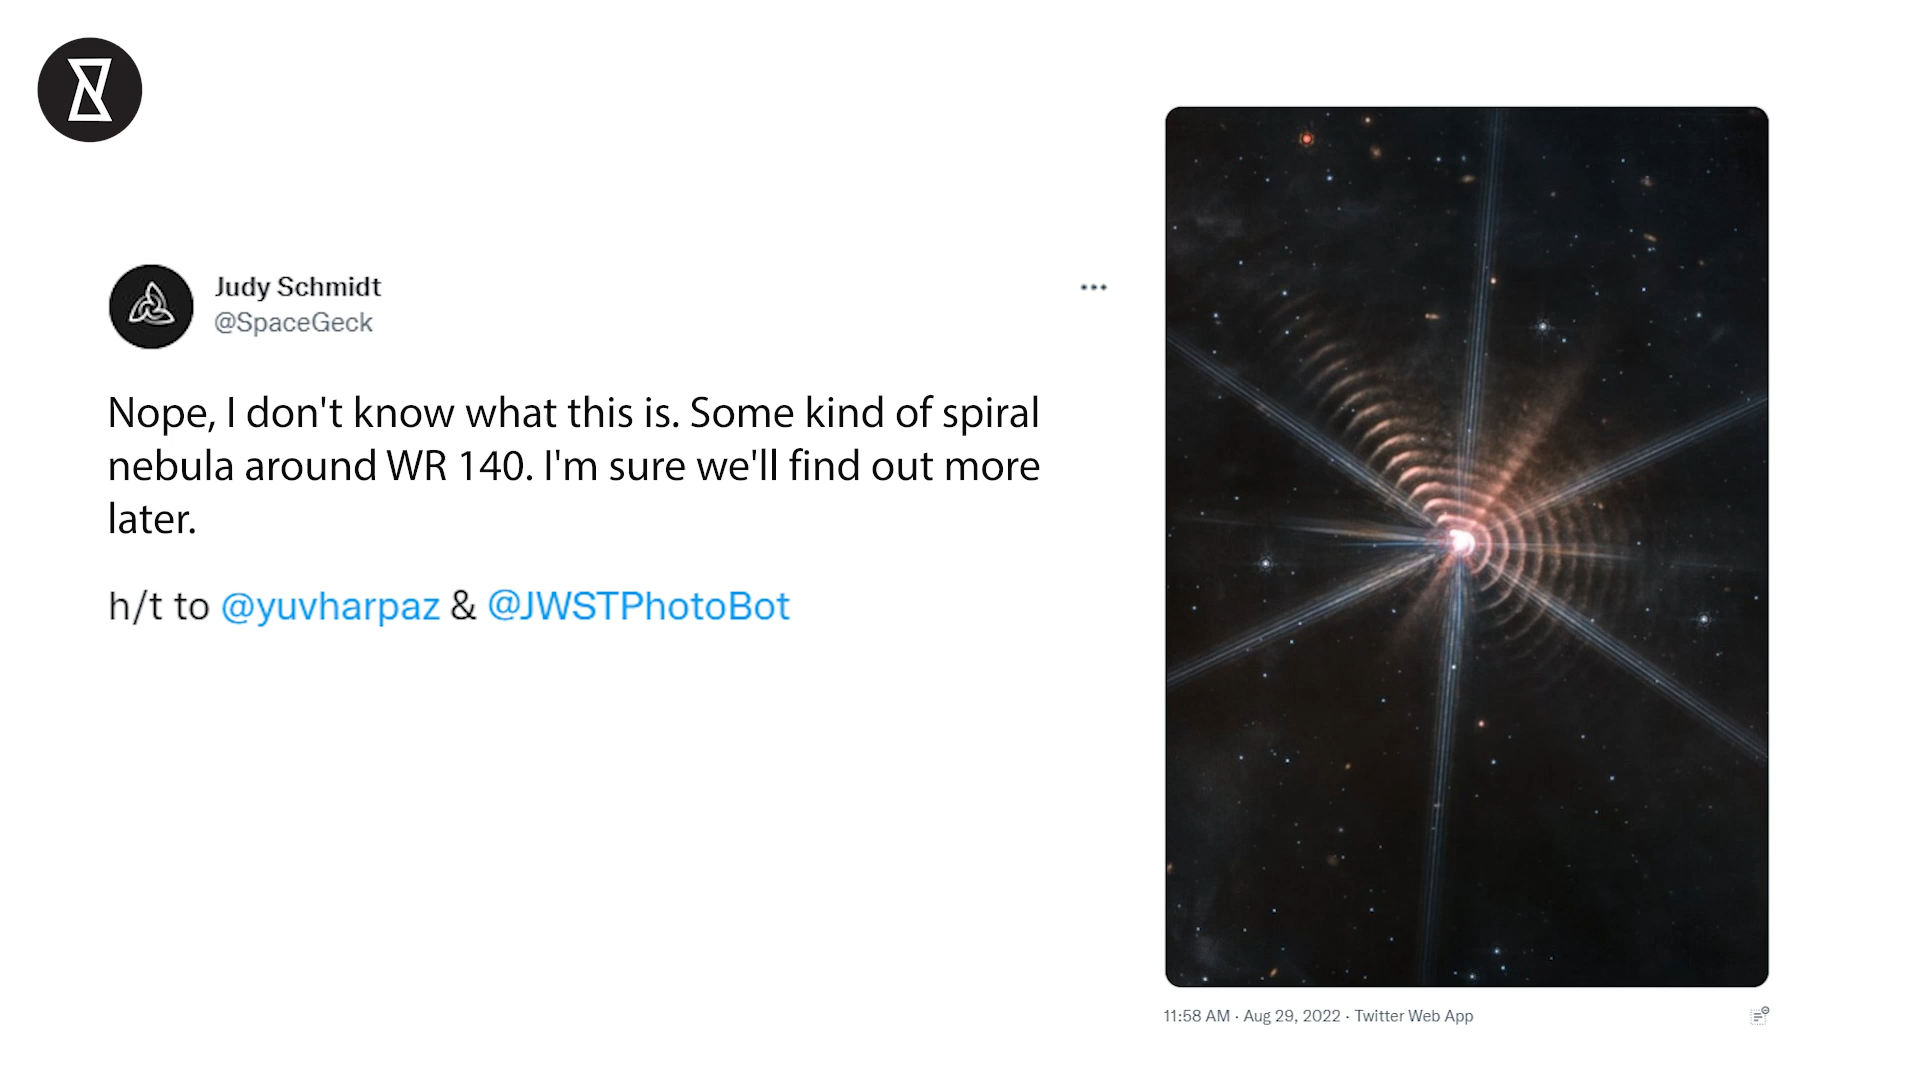 Judy Schmidt
@SpaceGeck
Nope, I don't know what this is. Some kind of spiral
nebula around WR 140. I'm sure we'll find out more
later.
h/t to @yuvharpaz & @JWSTPhotoBot
11:58 AM · Aug 29, 2022 · Twitter Web App